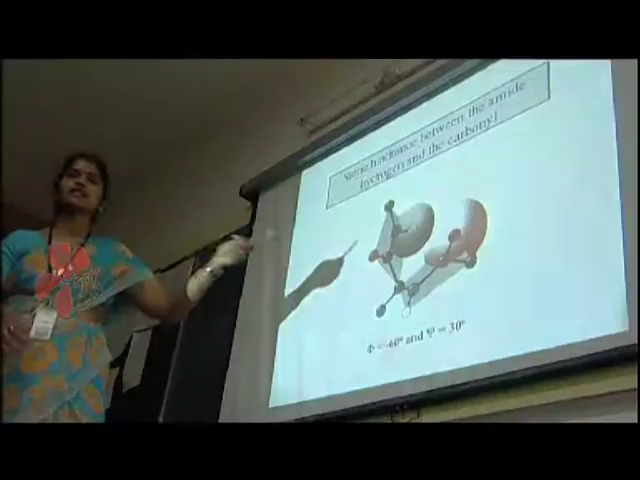 Steric hindrance between the amide
hydrogen and the carbonyl
Φ = -60° and Ψ = 30°